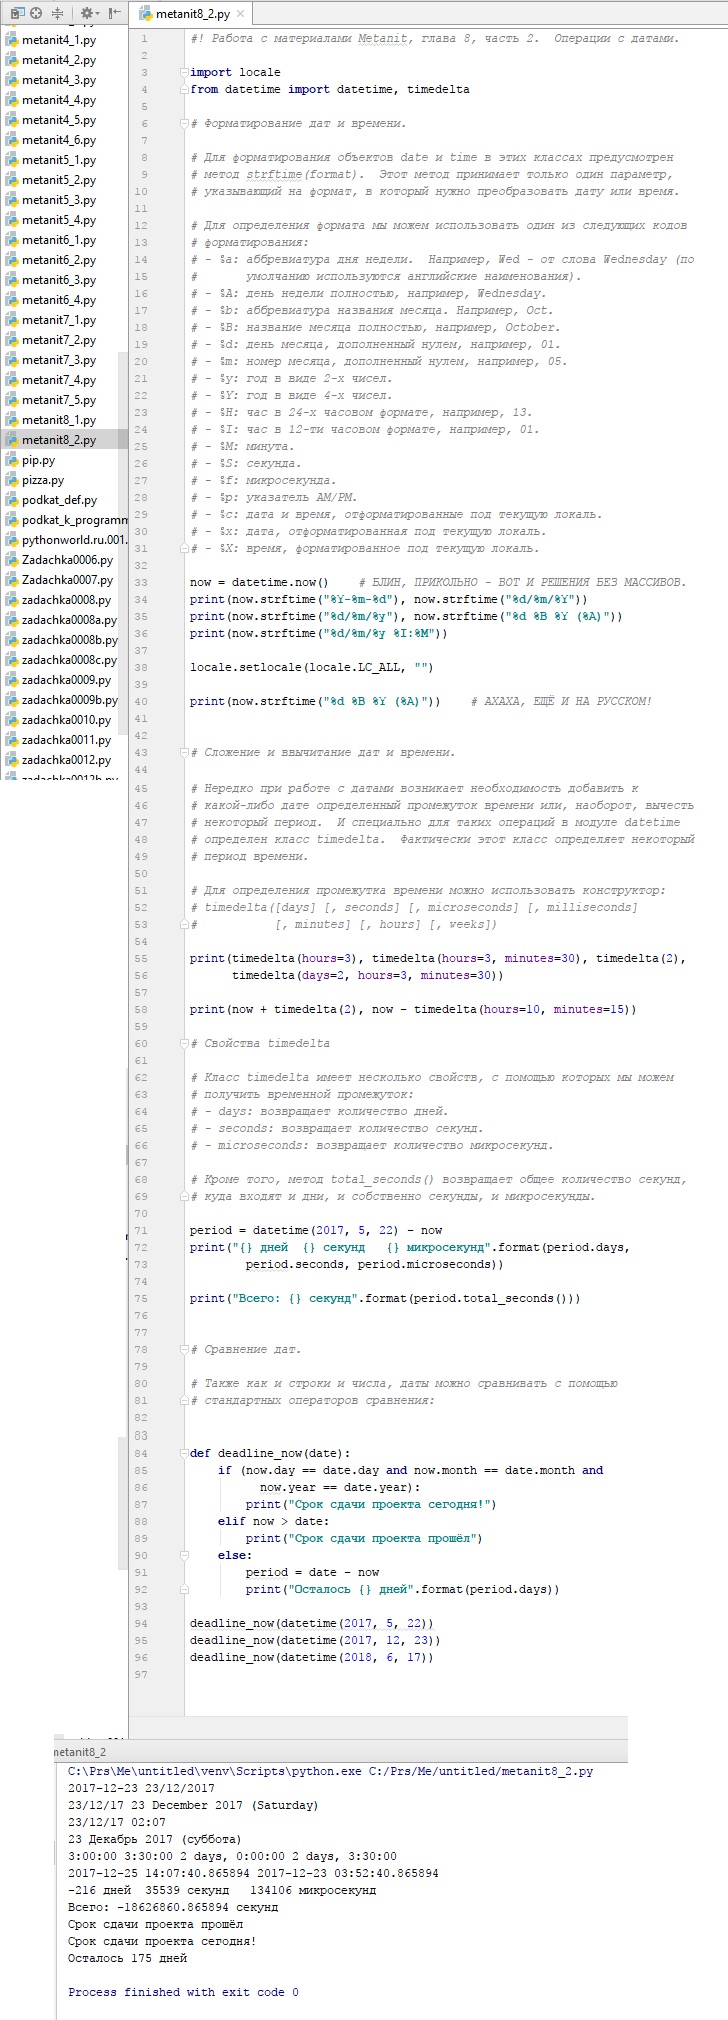 metanit8_2.py
metanit4_1.py
metanit4_2.py
metanit4_3.py
metanit4_4.py
metanit4_5.py
metanit4_6.py
metanit5_1.py
metanit5_2.py
metanit5_3.py
metanit5_4.py
metanit6_1.py
metanit6_2.py
metanit6_3.py
metanit6_4.py
metanit7_1.py
metanit7_2.py
metanit7_3.py
metanit7_4.py
metanit7_5.py
metanit8_1.py
metanit8_2.py
pip.py
pizza.py
podkat_def.py
podkat_k_programm
pythonworld.ru.001.
Zadachka0006.py
Zadachka0007.py
zadachka0008.py
zadachka0008a.py
zadachka0008b.py
zadachka0008c.py
zadachka0009.py
zadachka0009b.py
zadachka0010.py
zadachka0011.py
zadachka0012.py
zadachka0012b.py
1 #! Работа с материалами Metanit, глава 8, часть 2.  Операции с датами.
2
3 import locale
4 from datetime import datetime, timedelta
5
6 # Форматирование дат и времени.
7
8 # Для форматирования объектов date и time в этих классах предусмотрен
9 # метод strftime(format).  Этот метод принимает только один параметр,
10 # указывающий на формат, в который нужно преобразовать дату или время.
11
12 # Для определения формата мы можем использовать один из следующих кодов
13 # форматирования:
14 # - %a: аббревиатура дня недели.  Например, Wed - от слова Wednesday (по
15 #       умолчанию используются английские наименования).
16 # - %A: день недели полностью, например, Wednesday.
17 # - %b: аббревиатура названия месяца. Например, Oct.
18 # - %B: название месяца полностью, например, October.
19 # - %d: день месяца, дополненный нулем, например, 01.
20 # - %m: номер месяца, дополненный нулем, например, 05.
21 # - %y: год в виде 2-х чисел.
22 # - %Y: год в виде 4-х чисел.
23 # - %H: час в 24-х часовом формате, например, 13.
24 # - %I: час в 12-ти часовом формате, например, 01.
25 # - %M: минута.
26 # - %S: секунда.
27 # - %f: микросекунда.
28 # - %p: указатель AM/PM.
29 # - %c: дата и время, отформатированные под текущую локаль.
30 # - %x: дата, отформатированная под текущую локаль.
31 # - %X: время, форматированное под текущую локаль.
32
33 now = datetime.now()    # БЛИН, ПРИКОЛЬНО - ВОТ И РЕШЕНИЯ БЕЗ МАССИВОВ.
34 print(now.strftime("%Y-%m-%d"), now.strftime("%d/%m/%Y"))
35 print(now.strftime("%d/%m/%y"), now.strftime("%d %B %Y (%A)"))
36 print(now.strftime("%d/%m/%y %I:%M"))
37
38 locale.setlocale(locale.LC_ALL, "")
39
40 print(now.strftime("%d %B %Y (%A)"))    # АХАХА, ЕЩЁ И НА РУССКОМ!
41
42
43 # Сложение и ввычитание дат и времени.
44
45 # Нередко при работе с датами возникает необходимость добавить к
46 # какой-либо дате определенный промежуток времени или, наоборот, вычесть
47 # некоторый период.  И специально для таких операций в модуле datetime
48 # определен класс timedelta.  Фактически этот класс определяет некоторый
49 # период времени.
50
51 # Для определения промежутка времени можно использовать конструктор:
52 # timedelta([days] [, seconds] [, microseconds] [, milliseconds]
53 #           [, minutes] [, hours] [, weeks])
54
55 print(timedelta(hours=3), timedelta(hours=3, minutes=30), timedelta(2),
56       timedelta(days=2, hours=3, minutes=30))
57
58 print(now + timedelta(2), now - timedelta(hours=10, minutes=15))
59
60 # Свойства timedelta
61
62 # Класс timedelta имеет несколько свойств, с помощью которых мы можем
63 # получить временной промежуток:
64 # - days: возвращает количество дней.
65 # - seconds: возвращает количество секунд.
66 # - microseconds: возвращает количество микросекунд.
67
68 # Кроме того, метод total_seconds() возвращает общее количество секунд,
69 # куда входят и дни, и собственно секунды, и микросекунды.
70
71 period = datetime(2017, 5, 22) - now
72 print("{} дней  {} секунд   {} микросекунд".format(period.days,
73         period.seconds, period.microseconds))
74
75 print("Всего: {} секунд".format(period.total_seconds()))
76
77
78 # Сравнение дат.
79
80 # Также как и строки и числа, даты можно сравнивать с помощью
81 # стандартных операторов сравнения:
82
83
84 def deadline_now(date):
85     if (now.day == date.day and now.month == date.month and
86           now.year == date.year):
87         print("Срок сдачи проекта сегодня!")
88     elif now > date:
89         print("Срок сдачи проекта прошёл")
90     else:
91         period = date - now
92         print("Осталось {} дней".format(period.days))
93
94 deadline_now(datetime(2017, 5, 22))
95 deadline_now(datetime(2017, 12, 23))
96 deadline_now(datetime(2018, 6, 17))
97
metanit8_2
C:\Prs\Me\untitled\venv\Scripts\python.exe C:/Prs/Me/untitled/metanit8_2.py
2017-12-23 23/12/2017
23/12/17 23 December 2017 (Saturday)
23/12/17 02:07
23 Декабрь 2017 (суббота)
3:00:00 3:30:00 2 days, 0:00:00 2 days, 3:30:00
2017-12-25 14:07:40.865894 2017-12-23 03:52:40.865894
-216 дней  35539 секунд   134106 микросекунд
Всего: -18626860.865894 секунд
Срок сдачи проекта прошёл
Срок сдачи проекта сегодня!
Осталось 175 дней
Process finished with exit code 0